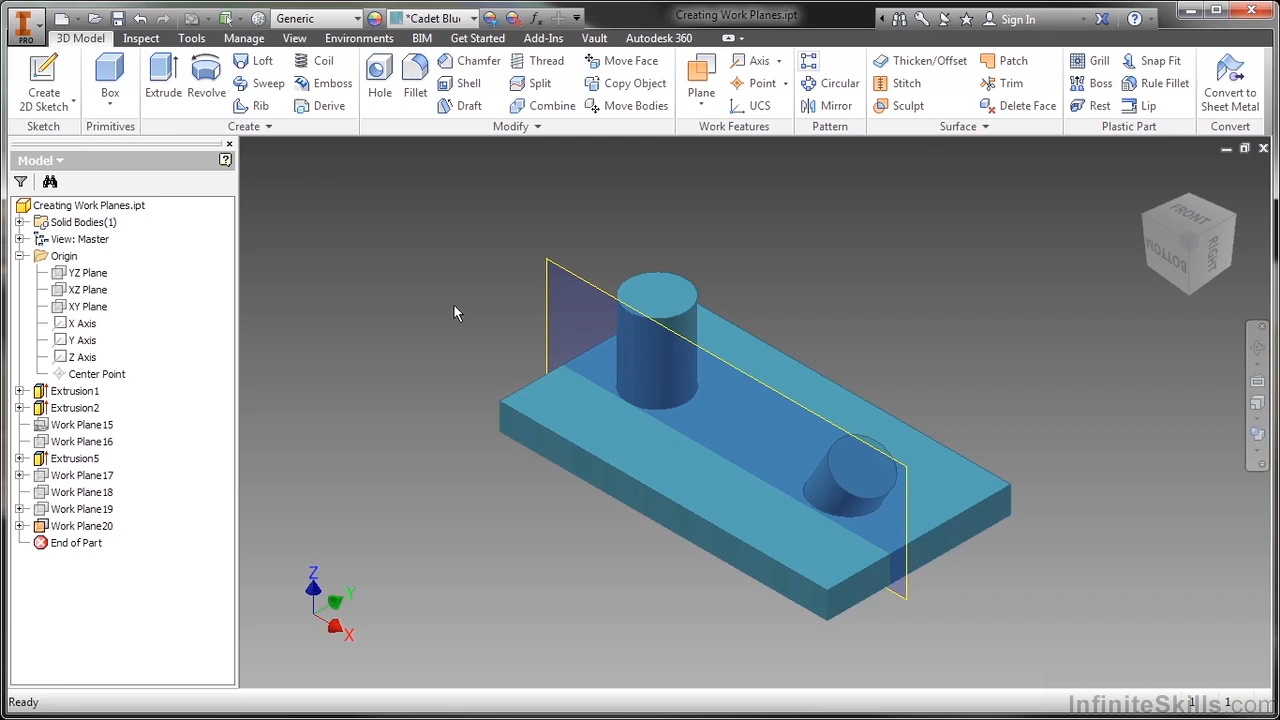 Creating Work Planes.ipt
PRO
Generic
*Cadet Blu
Sign In
3D Model Inspect Tools Manage View Environments BIM Get Started Add-Ins Vault Autodesk 360
Create 2D Sketch
Box
Extrude Revolve
Loft Coil
Sweep Emboss
Rib Derive
Hole Fillet
Chamfer Thread Move Face
Shell Split Copy Object
Draft Combine Move Bodies
Plane
Axis
Point
UCS
Circular
Mirror
Thicken/Offset Patch
Stitch Trim
Sculpt Delete Face
Grill Snap Fit
Boss Rule Fillet
Rest Lip
Convert to Sheet Metal
Sketch Primitives Create Modify Work Features Pattern Surface Plastic Part Convert
Model
Creating Work Planes.ipt
Solid Bodies(1)
View: Master
Origin
YZ Plane
XZ Plane
XY Plane
X Axis
Y Axis
Z Axis
Center Point
Extrusion1
Extrusion2
Work Plane15
Work Plane16
Extrusion5
Work Plane17
Work Plane18
Work Plane19
Work Plane20
End of Part
FRONT
RIGHT
BOTTOM
Z
Y
X
Ready
1 1
InfiniteSkills.com